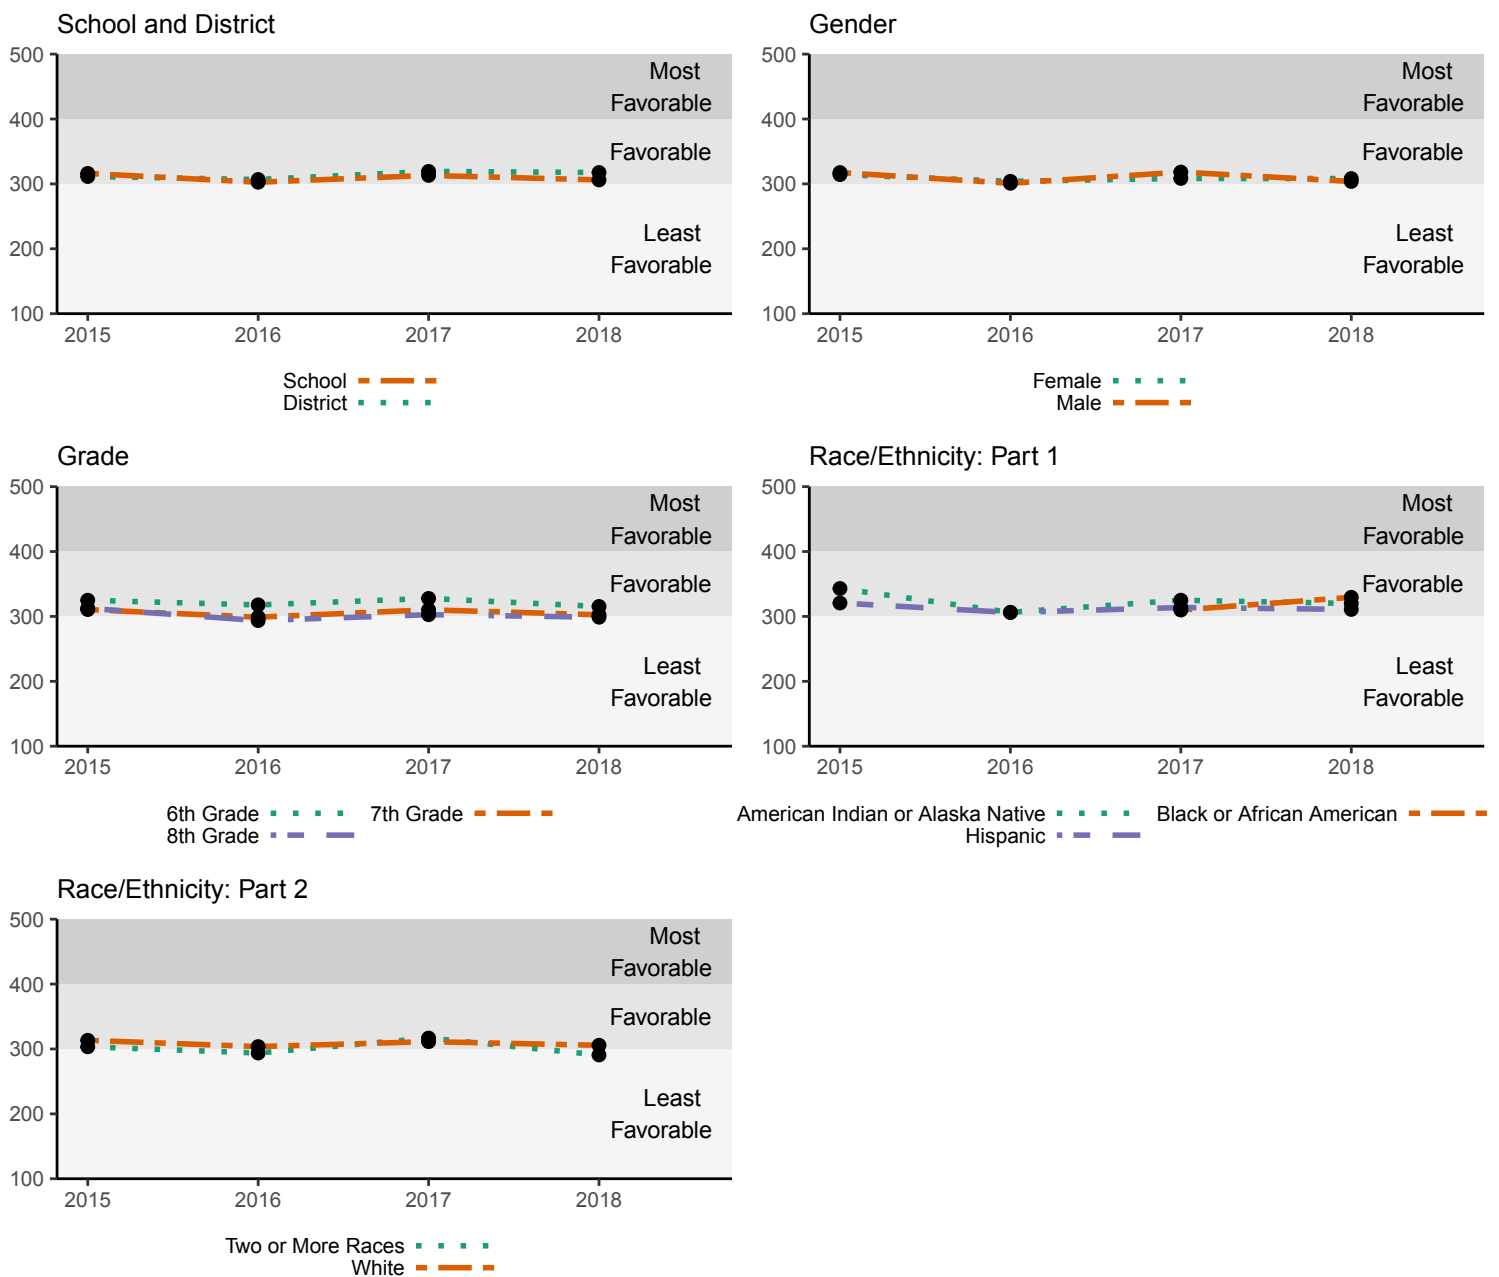 School and District
500
400
300
200
100
Most
Favorable
Favorable
Least
Favorable
2015 2016 2017 2018
School
District
Gender
500
400
300
200
100
Most
Favorable
Favorable
Least
Favorable
2015 2016 2017 2018
Female
Male
Grade
500
400
300
200
100
Most
Favorable
Favorable
Least
Favorable
2015 2016 2017 2018
6th Grade 7th Grade
8th Grade
Race/Ethnicity: Part 1
500
400
300
200
100
Most
Favorable
Favorable
Least
Favorable
2015 2016 2017 2018
American Indian or Alaska Native Black or African American
Hispanic
Race/Ethnicity: Part 2
500
400
300
200
100
Most
Favorable
Favorable
Least
Favorable
2015 2016 2017 2018
Two or More Races
White